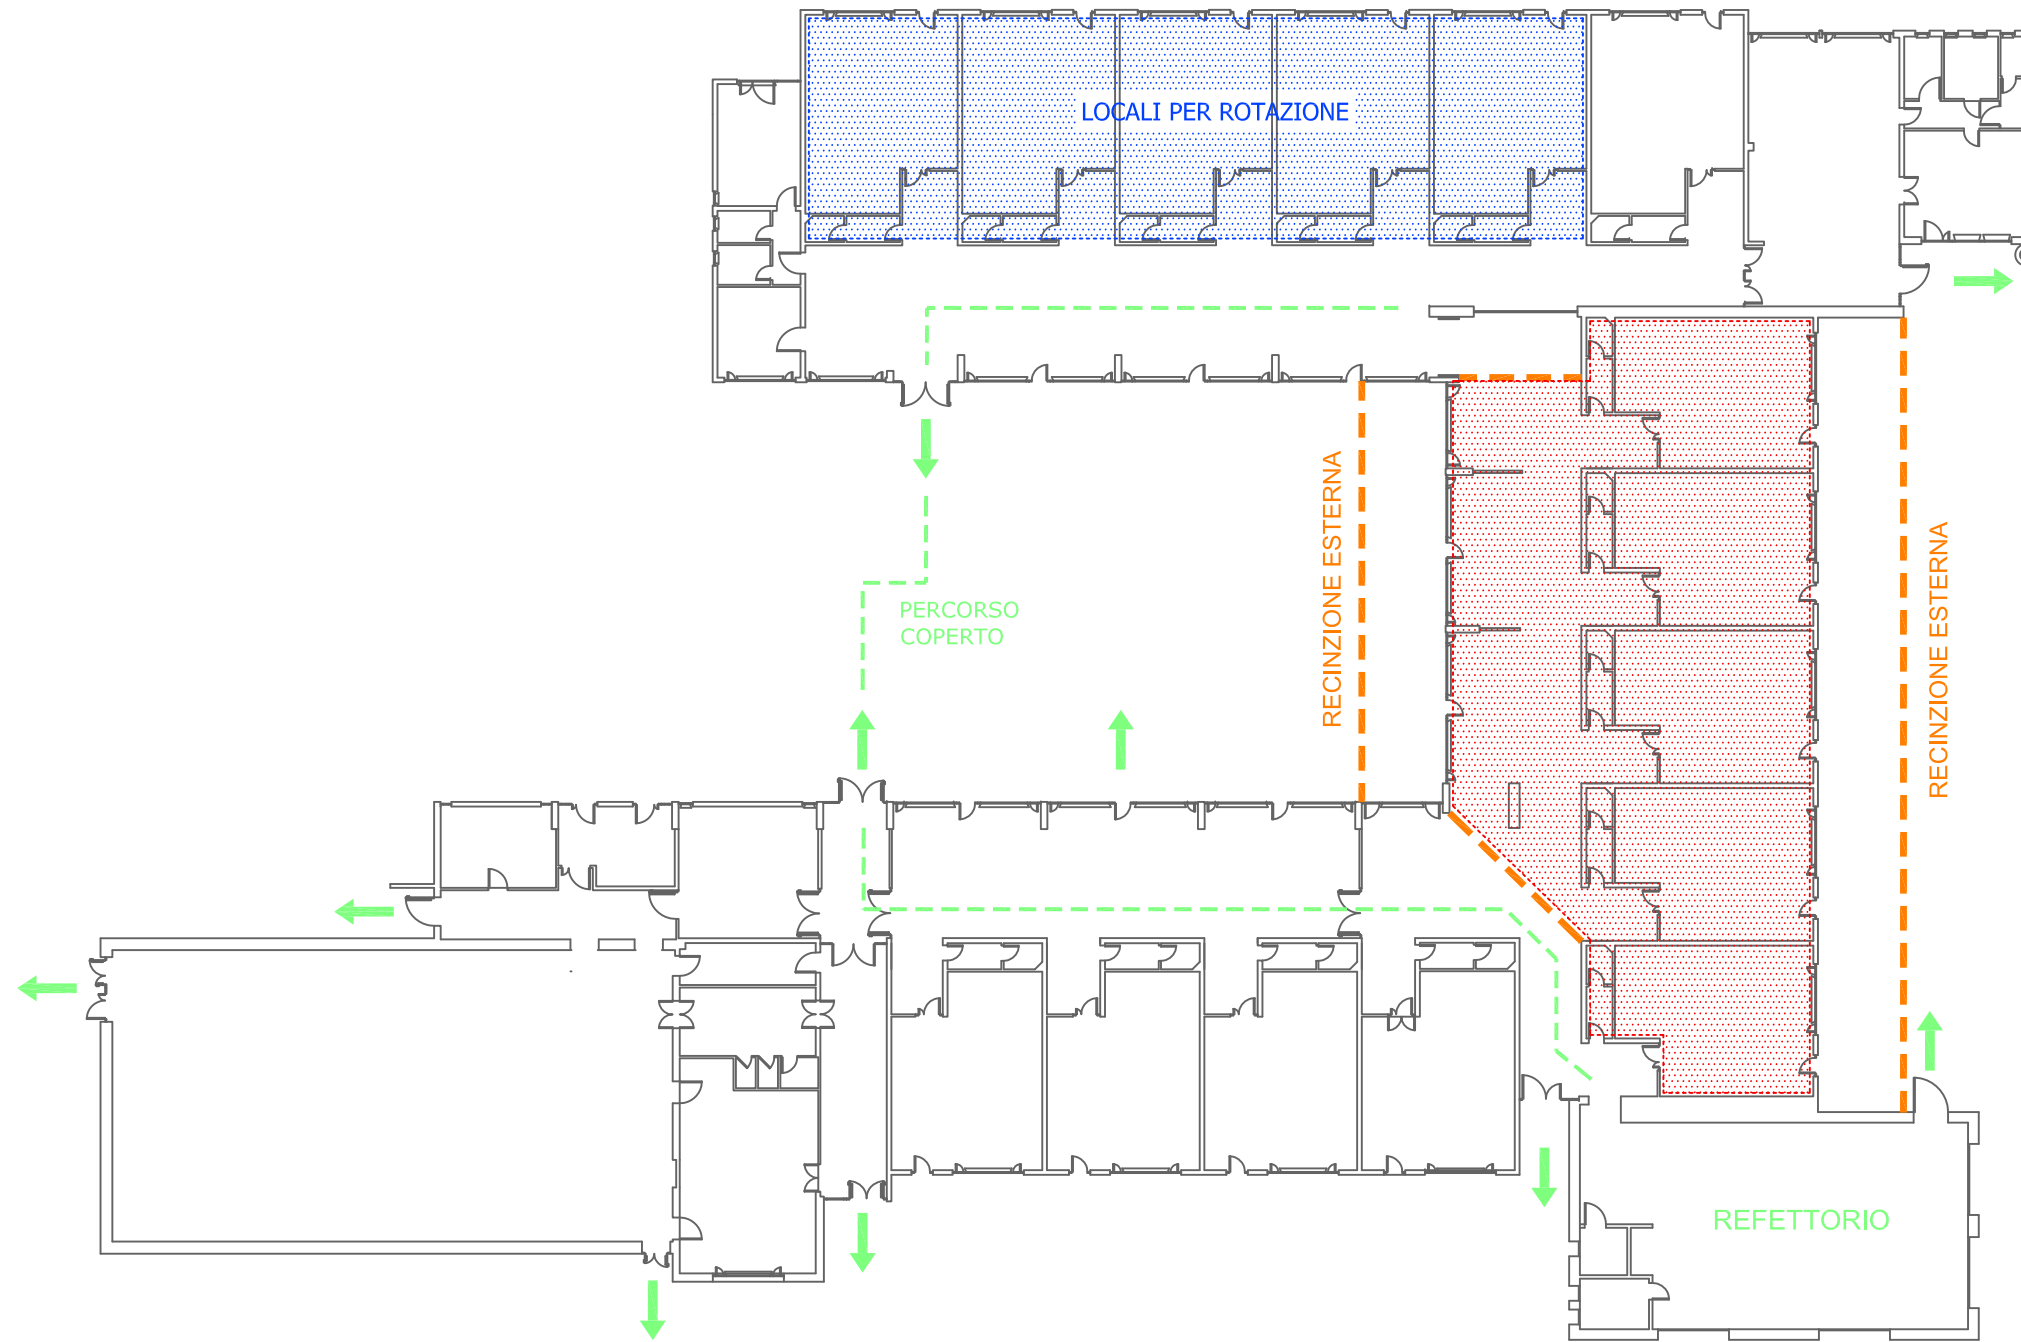 LOCALI PER ROTAZIONE
RECINZIONE ESTERNA
RECINZIONE ESTERNA
PERCORSO
COPERTO
REFETTORIO